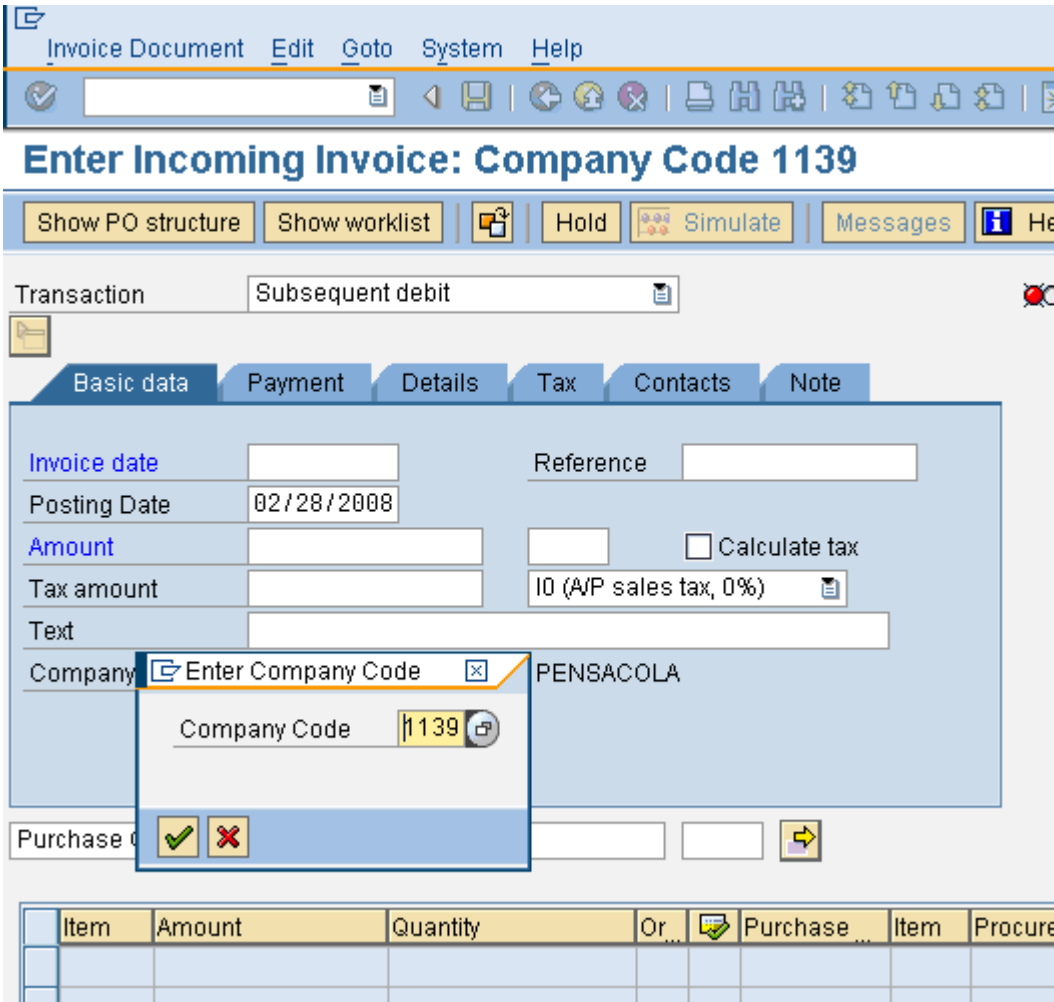 Invoice Document Edit Goto System Help
Enter Incoming Invoice: Company Code 1139
Show PO structure Show worklist Hold Simulate Messages He
Transaction Subsequent debit
Basic data Payment Details Tax Contacts Note
Invoice date Reference
Posting Date 02/28/2008
Amount Calculate tax
Tax amount I0 (A/P sales tax, 0%)
Text
Company PENSACOLA
Enter Company Code
Company Code 1139
Purchase
Item Amount Quantity Or... Purchase ... Item Procure